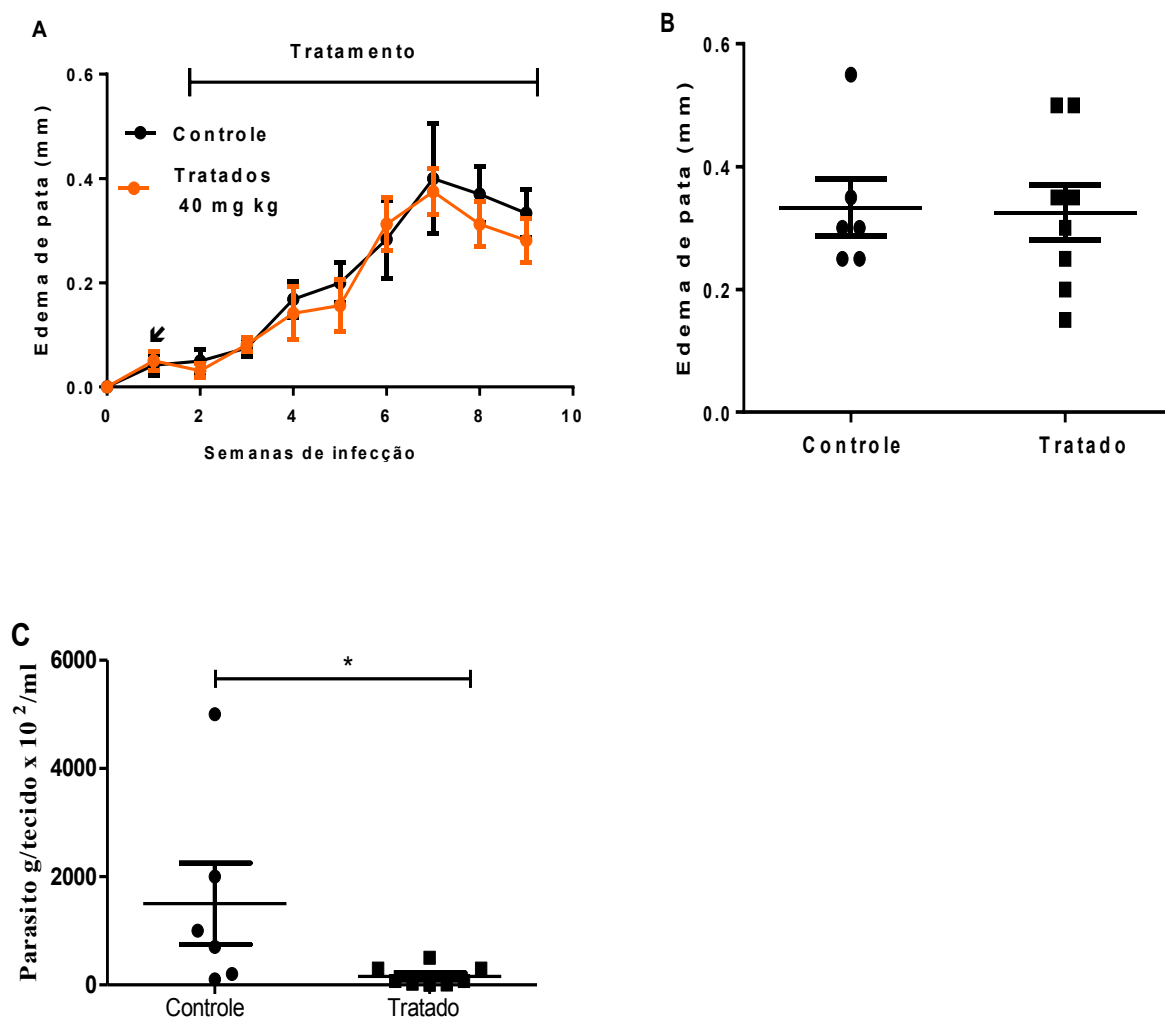 A
Tratamento
Edema de pata (mm)
0.6
0.4
0.2
0.0
Controle
Tratados
40 mg kg
0 2 4 6 8 10
Semanas de infecção
B
Edema de pata (mm)
0.6
0.4
0.2
0.0
Controle Tratado
C
Parasito g/tecido x 10 2/ml
6000
4000
2000
0
*
Controle Tratado